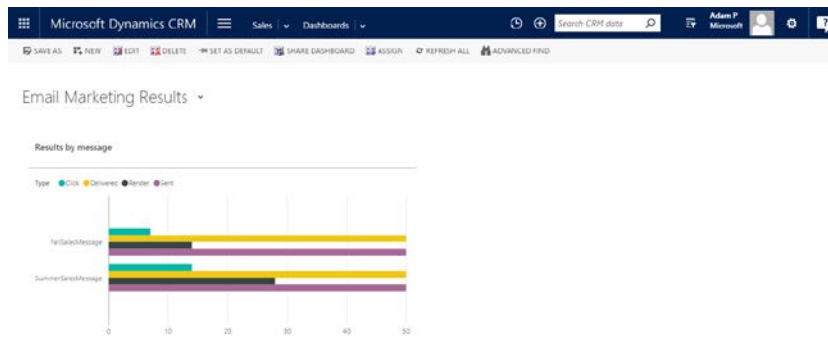 Microsoft Dynamics CRM Sales Dashboards Search CRM data Adam P Microsoft ?
SAVE AS NEW EDIT DELETE SET AS DEFAULT SHARE DASHBOARD ASSIGN REFRESH ALL ADVANCED FIND
Email Marketing Results
Results by message
Type Click Delivered Render Sent
FallSalesMessage
SummerSalesMessage
0 10 20 30 40 50